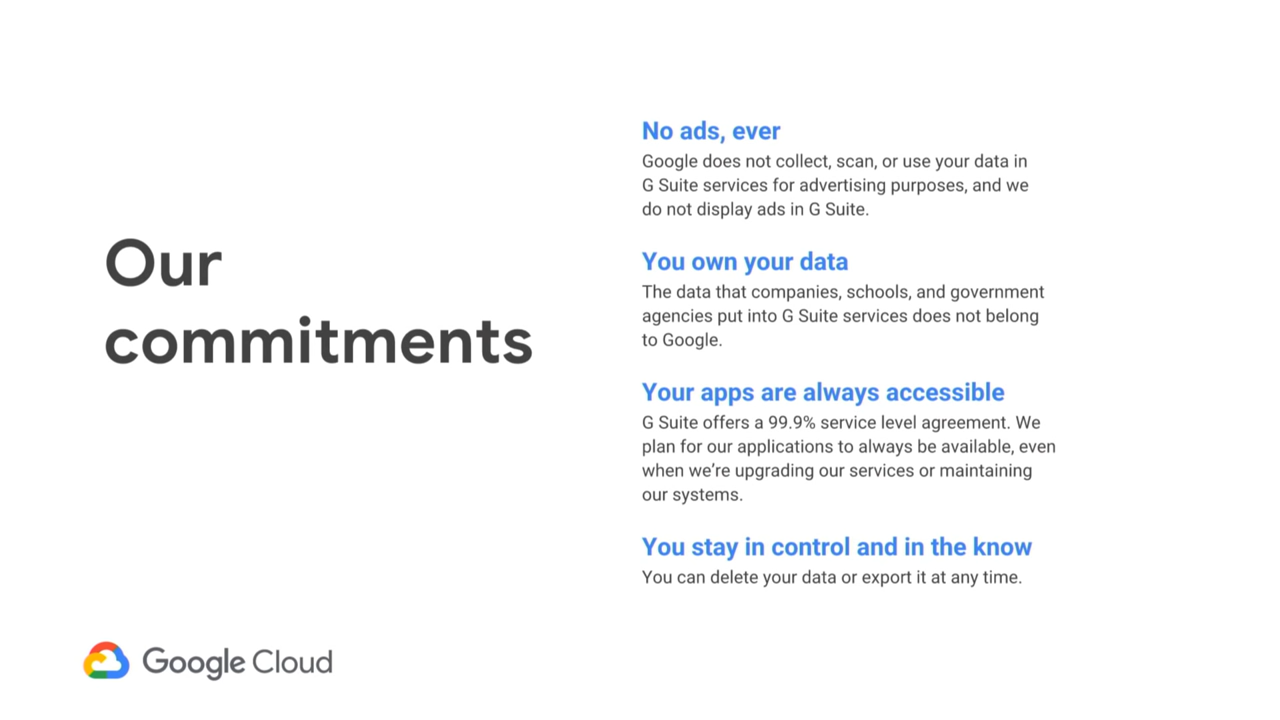 Our
commitments
No ads, ever
Google does not collect, scan, or use your data in
G Suite services for advertising purposes, and we
do not display ads in G Suite.
You own your data
The data that companies, schools, and government
agencies put into G Suite services does not belong
to Google.
Your apps are always accessible
G Suite offers a 99.9% service level agreement. We
plan for our applications to always be available, even
when we’re upgrading our services or maintaining
our systems.
You stay in control and in the know
You can delete your data or export it at any time.
Google Cloud